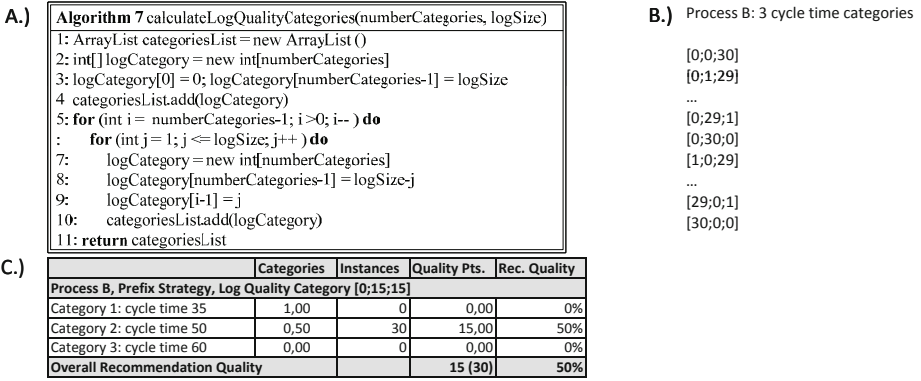 A.)
Algorithm 7 calculateLogQualityCategories(numberCategories, logSize)
1: ArrayList categoriesList = new ArrayList ()
2: int[] logCategory = new int[numberCategories]
3: logCategory[0] = 0; logCategory[numberCategories-1] = logSize
4 categoriesList.add(logCategory)
5: for (int i = numberCategories-1; i >0; i-- ) do
: for (int j = 1; j <= logSize; j++ ) do
7: logCategory = new int[numberCategories]
8: logCategory[numberCategories-1] = logSize-j
9: logCategory[i-1] = j
10: categoriesList.add(logCategory)
11: return categoriesList
B.) Process B: 3 cycle time categories
[0;0;30]
[0;1;29]
...
[0;29;1]
[0;30;0]
[1;0;29]
...
[29;0;1]
[30;0;0]
C.)
Categories Instances Quality Pts. Rec. Quality
Process B, Prefix Strategy, Log Quality Category [0;15;15]
Category 1: cycle time 35 1,00 0 0,00 0%
Category 2: cycle time 50 0,50 30 15,00 50%
Category 3: cycle time 60 0,00 0 0,00 0%
Overall Recommendation Quality 15 (30) 50%